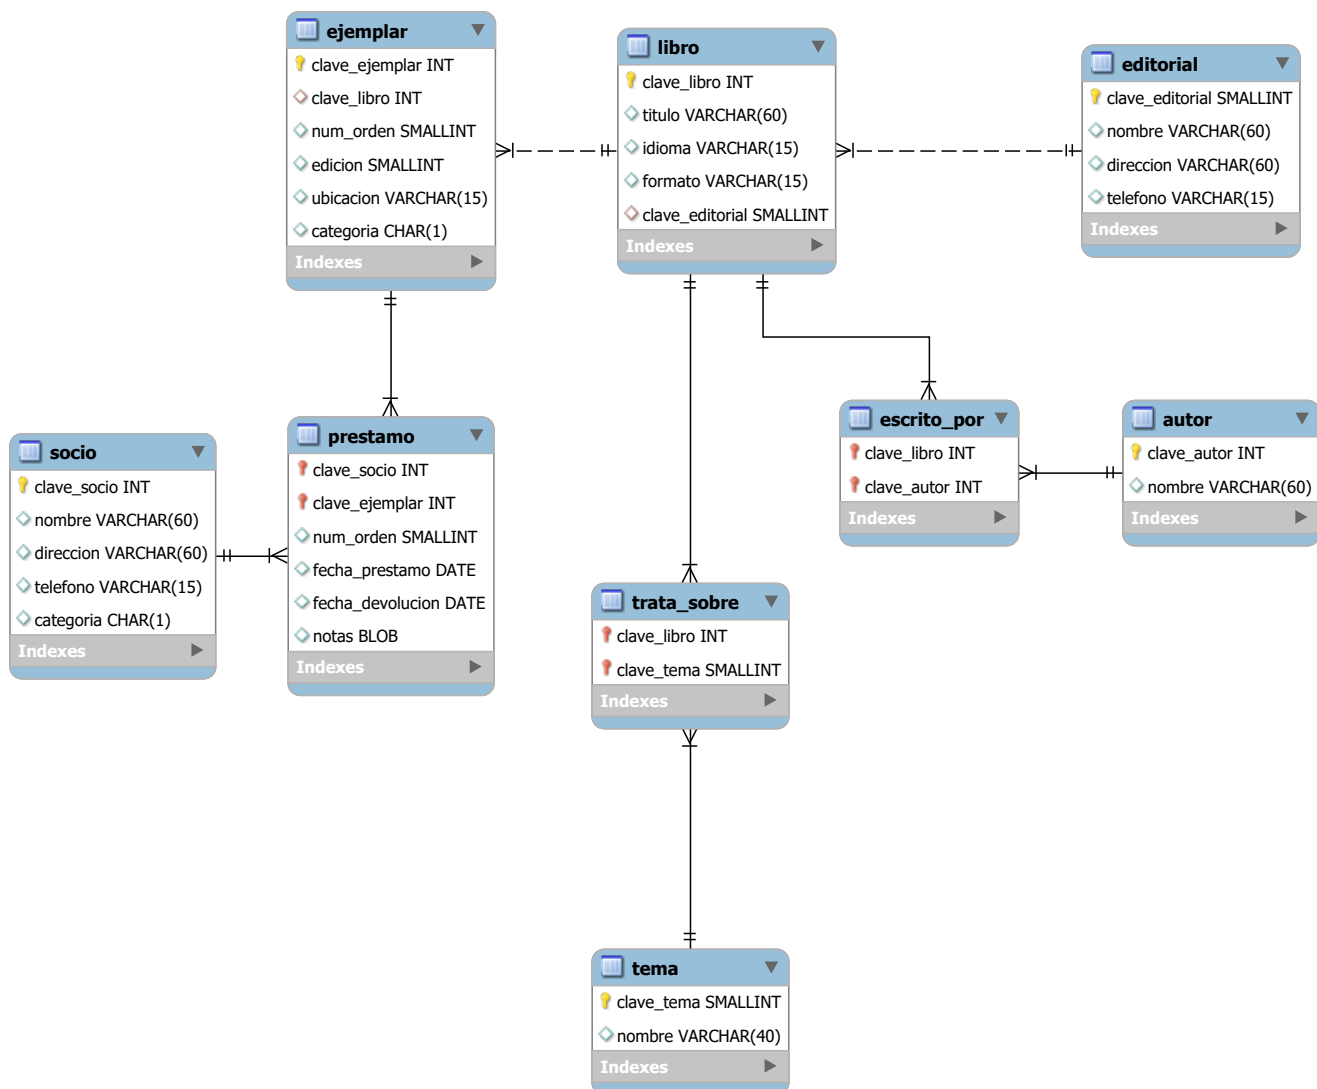 ejemplar
clave_ejemplar INT
clave_libro INT
num_orden SMALLINT
edicion SMALLINT
ubicacion VARCHAR(15)
categoria CHAR(1)
Indexes
libro
clave_libro INT
titulo VARCHAR(60)
idioma VARCHAR(15)
formato VARCHAR(15)
clave_editorial SMALLINT
Indexes
editorial
clave_editorial SMALLINT
nombre VARCHAR(60)
direccion VARCHAR(60)
telefono VARCHAR(15)
Indexes
socio
clave_socio INT
nombre VARCHAR(60)
direccion VARCHAR(60)
telefono VARCHAR(15)
categoria CHAR(1)
Indexes
prestamo
clave_socio INT
clave_ejemplar INT
num_orden SMALLINT
fecha_prestamo DATE
fecha_devolucion DATE
notas BLOB
Indexes
escrito_por
clave_libro INT
clave_autor INT
Indexes
autor
clave_autor INT
nombre VARCHAR(60)
Indexes
trata_sobre
clave_libro INT
clave_tema SMALLINT
Indexes
tema
clave_tema SMALLINT
nombre VARCHAR(40)
Indexes